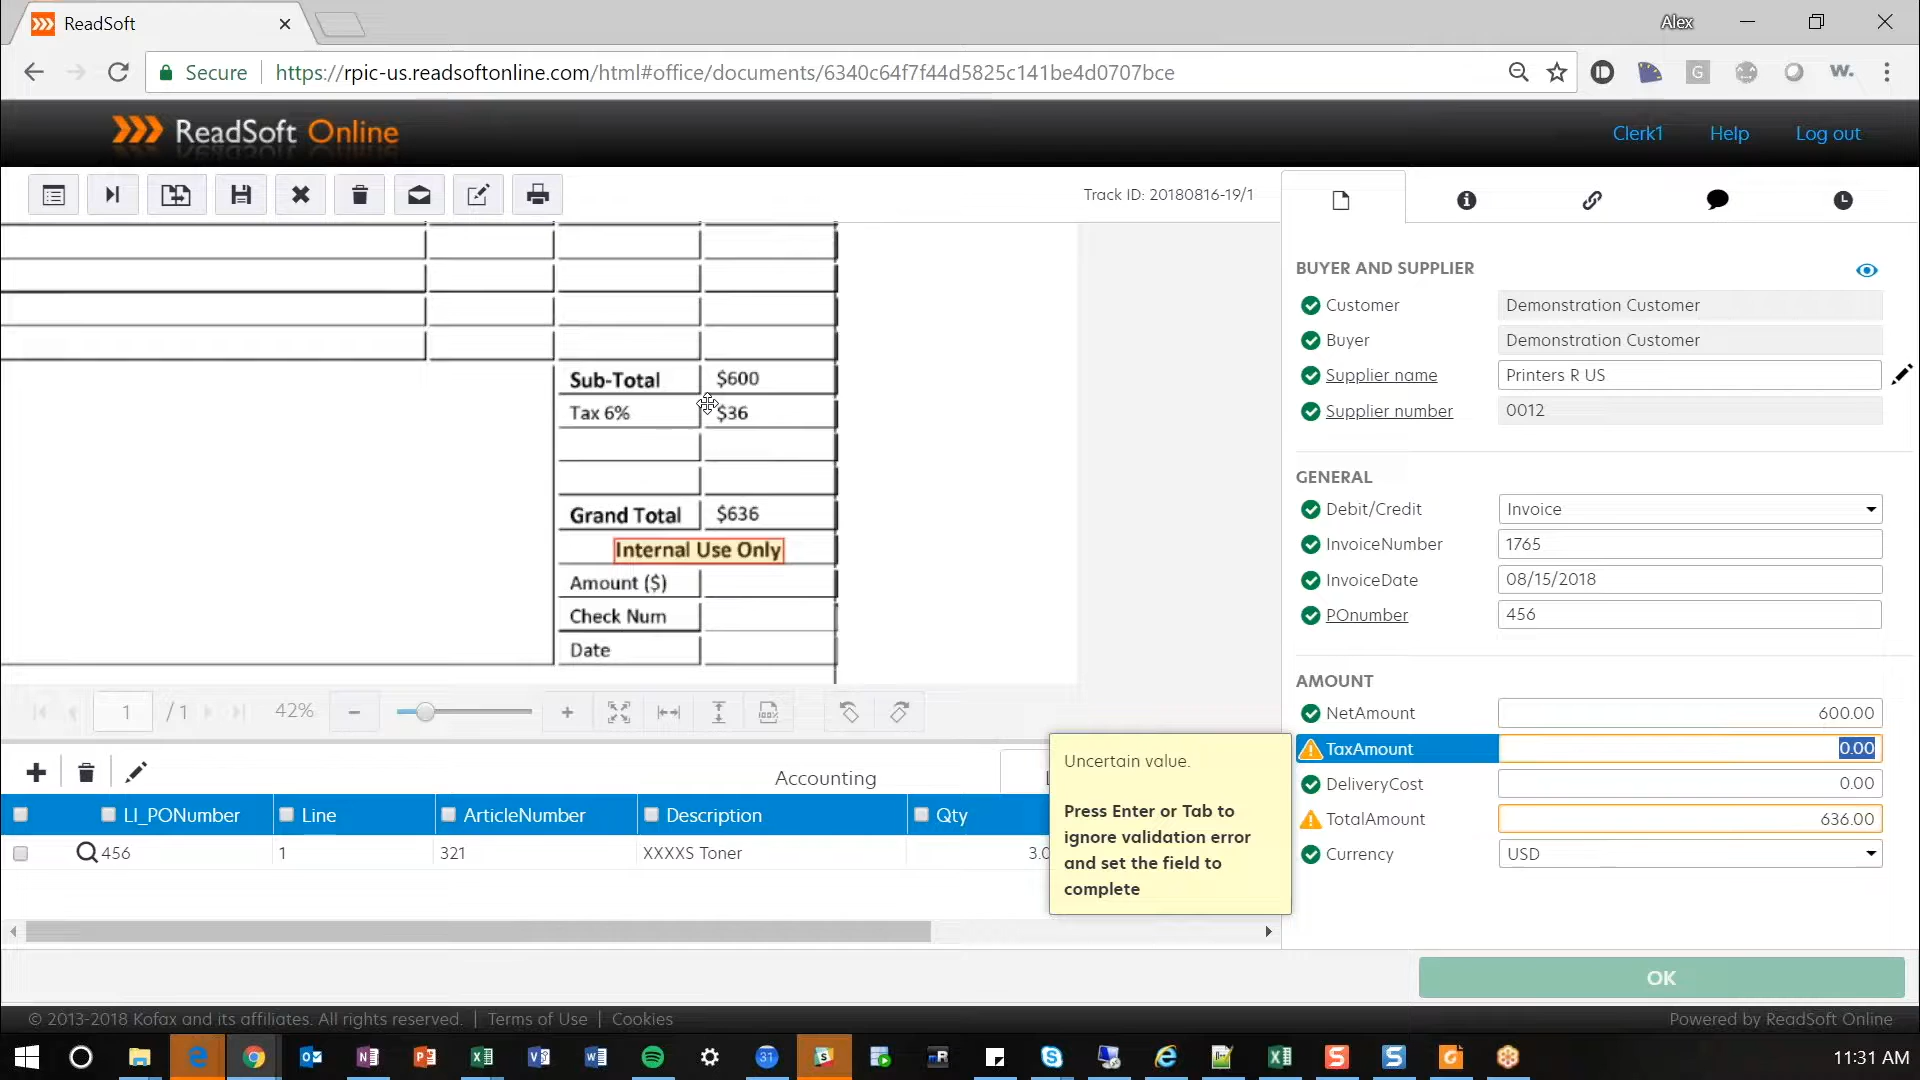 ReadSoft
Alex
Secure https://rpic-us.readsoftonline.com/html#office/documents/6340c64f7f44d5825c141be4d0707bce
G
w.
ReadSoft Online
Clerk1 Help Log out
Track ID: 20180816-19/1
BUYER AND SUPPLIER
Customer Demonstration Customer
Buyer Demonstration Customer
Supplier name Printers R US
Supplier number 0012
Sub-Total $600
Tax 6% $36
Grand Total $636
Internal Use Only
Amount ($)
Check Num
Date
GENERAL
Debit/Credit Invoice
InvoiceNumber 1765
InvoiceDate 08/15/2018
POnumber 456
AMOUNT
NetAmount 600.00
TaxAmount 0.00
DeliveryCost 0.00
TotalAmount 636.00
Currency USD
1 / 1 42%
Uncertain value.
Press Enter or Tab to
ignore validation error
and set the field to
complete
Accounting
LI_PONumber Line ArticleNumber Description Qty
456 1 321 XXXXS Toner 3.0
OK
© 2013-2018 Kofax and its affiliates. All rights reserved. | Terms of Use | Cookies
Powered by ReadSoft Online
31
11:31 AM